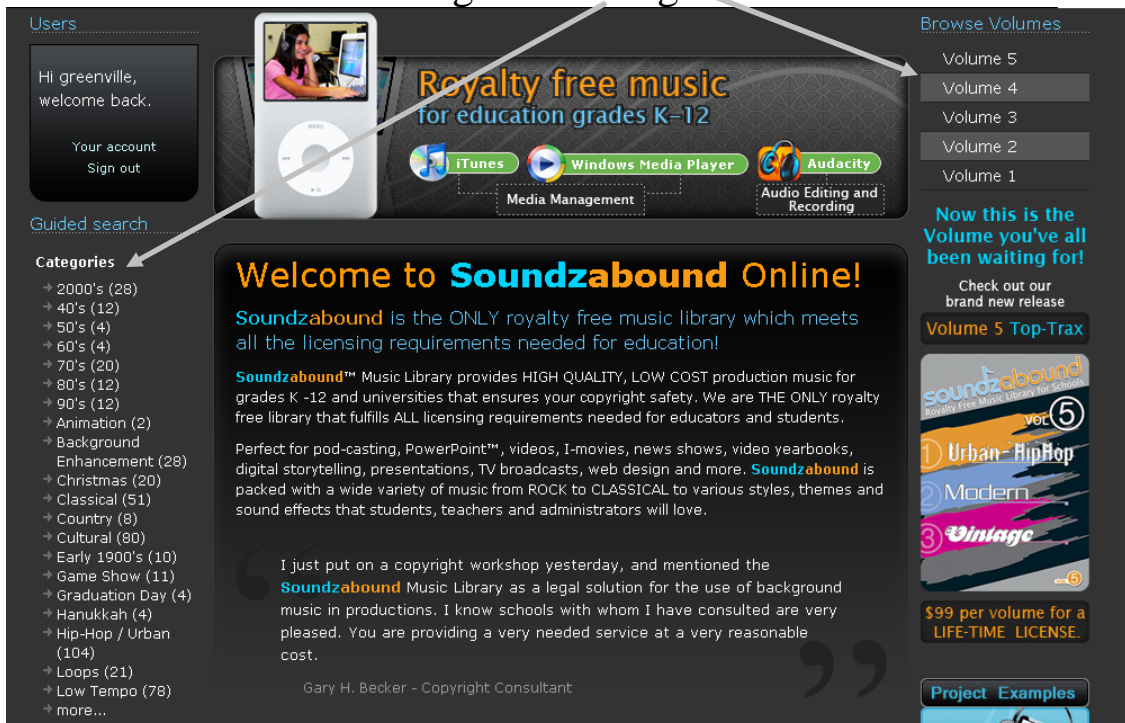 Users
Hi greenville,
welcome back.
Your account
Sign out
Guided search
Categories
2000's (28)
40's (12)
50's (4)
60's (4)
70's (20)
80's (12)
90's (12)
Animation (2)
Background
Enhancement (28)
Christmas (20)
Classical (51)
Country (8)
Cultural (80)
Early 1900's (10)
Game Show (11)
Graduation Day (4)
Hanukkah (4)
Hip-Hop / Urban
(104)
Loops (21)
Low Tempo (78)
more...
MENU
Royalty free music
for education grades K-12
iTunes
Windows Media Player
Audacity
Media Management
Audio Editing and
Recording
Welcome to Soundzabound Online!
Soundzabound is the ONLY royalty free music library which meets
all the licensing requirements needed for education!
Soundzabound™ Music Library provides HIGH QUALITY, LOW COST production music for
grades K -12 and universities that ensures your copyright safety. We are THE ONLY royalty
free library that fulfills ALL licensing requirements needed for educators and students.
Perfect for pod-casting, PowerPoint™, videos, I-movies, news shows, video yearbooks,
digital storytelling, presentations, TV broadcasts, web design and more. Soundzabound is
packed with a wide variety of music from ROCK to CLASSICAL to various styles, themes and
sound effects that students, teachers and administrators will love.
“
I just put on a copyright workshop yesterday, and mentioned the
Soundzabound Music Library as a legal solution for the use of background
music in productions. I know schools with whom I have consulted are very
pleased. You are providing a very needed service at a very reasonable
cost.
”
Gary H. Becker - Copyright Consultant
Browse Volumes
Volume 5
Volume 4
Volume 3
Volume 2
Volume 1
Now this is the
Volume you've all
been waiting for!
Check out our
brand new release
Volume 5 Top-Trax
soundzabound
Royalty Free Music Library for Schools
VOL 5
1 Urban-HipHop
2 Modern
3 Vintage
$99 per volume for a
LIFE-TIME LICENSE.
Project Examples